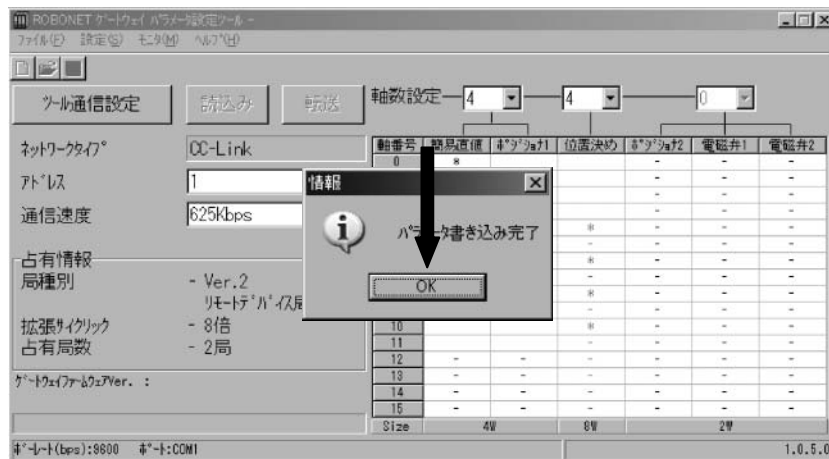 ROBONET ｹﾞｰﾄｳｪｲ ﾊﾟﾗﾒｰﾀ設定ﾂｰﾙ -
ﾌｧｲﾙ(F) 設定(S) ﾓﾆﾀ(M) ﾍﾙﾌﾟ(H)
ﾂｰﾙ通信設定 読込み 転送 軸数設定 4 4 0
ﾈｯﾄﾜｰｸﾀｲﾌﾟ CC-Link
ｱﾄﾞﾚｽ 1
通信速度 625Kbps
占有情報
局種別 - Ver.2
ﾘﾓｰﾄﾃﾞﾊﾞｲｽ局
拡張ｻｲｸﾘｯｸ - 8倍
占有局数 - 2局
ｹﾞｰﾄｳｪｲﾌｧｰﾑｳｪｱVer. :
軸番号 簡易直値 ﾎﾟｼﾞｼｮﾅ1 位置決め ﾎﾟｼﾞｼｮﾅ2 電磁弁1 電磁弁2
0 * - - -
情報
ﾊﾟﾗﾒｰﾀ書き込み完了
OK
10 * - - -
11 - - - -
12 - - - - - -
13 - - - - - -
14 - - - - - -
15 - - - - - -
Size 4W 8W 2W
ﾎﾞｰﾚｰﾄ(bps):9600 ﾎﾟｰﾄ:COM1 1.0.5.0